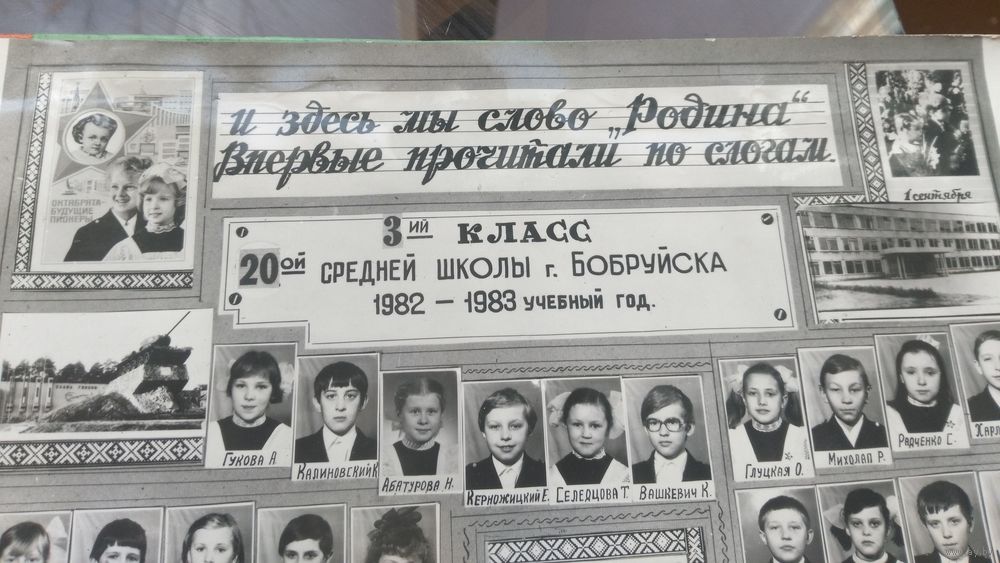 И здесь мы слово „Родина“
Впервые прочитали по слогам.
ОКТЯБРЯТА-
БУДУЩИЕ
ПИОНЕРЫ
1 сентября
3ий КЛАСС
20ой СРЕДНЕЙ ШКОЛЫ г. БОБРУЙСКА
1982 – 1983 УЧЕБНЫЙ ГОД.
ГУКОВА А.
КАЛИНОВСКИЙ К
АБАТУРОВА Н.
КЕРНОЖИЦКИЙ Е.
СЕЛЕДЦОВА Т.
ВАШКЕВИЧ К.
ГЛУЦКАЯ О.
МИХОЛАП Р.
РАДЧЕНКО С.